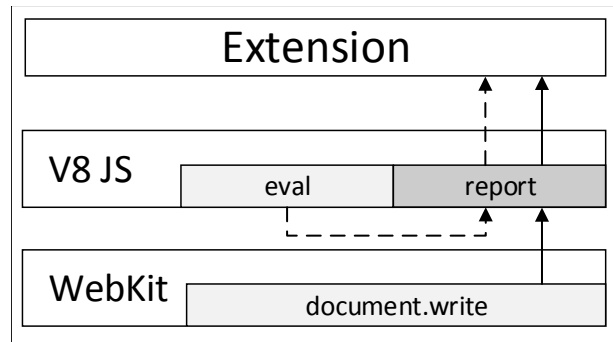 Extension
V8 JS
eval
report
WebKit
document.write